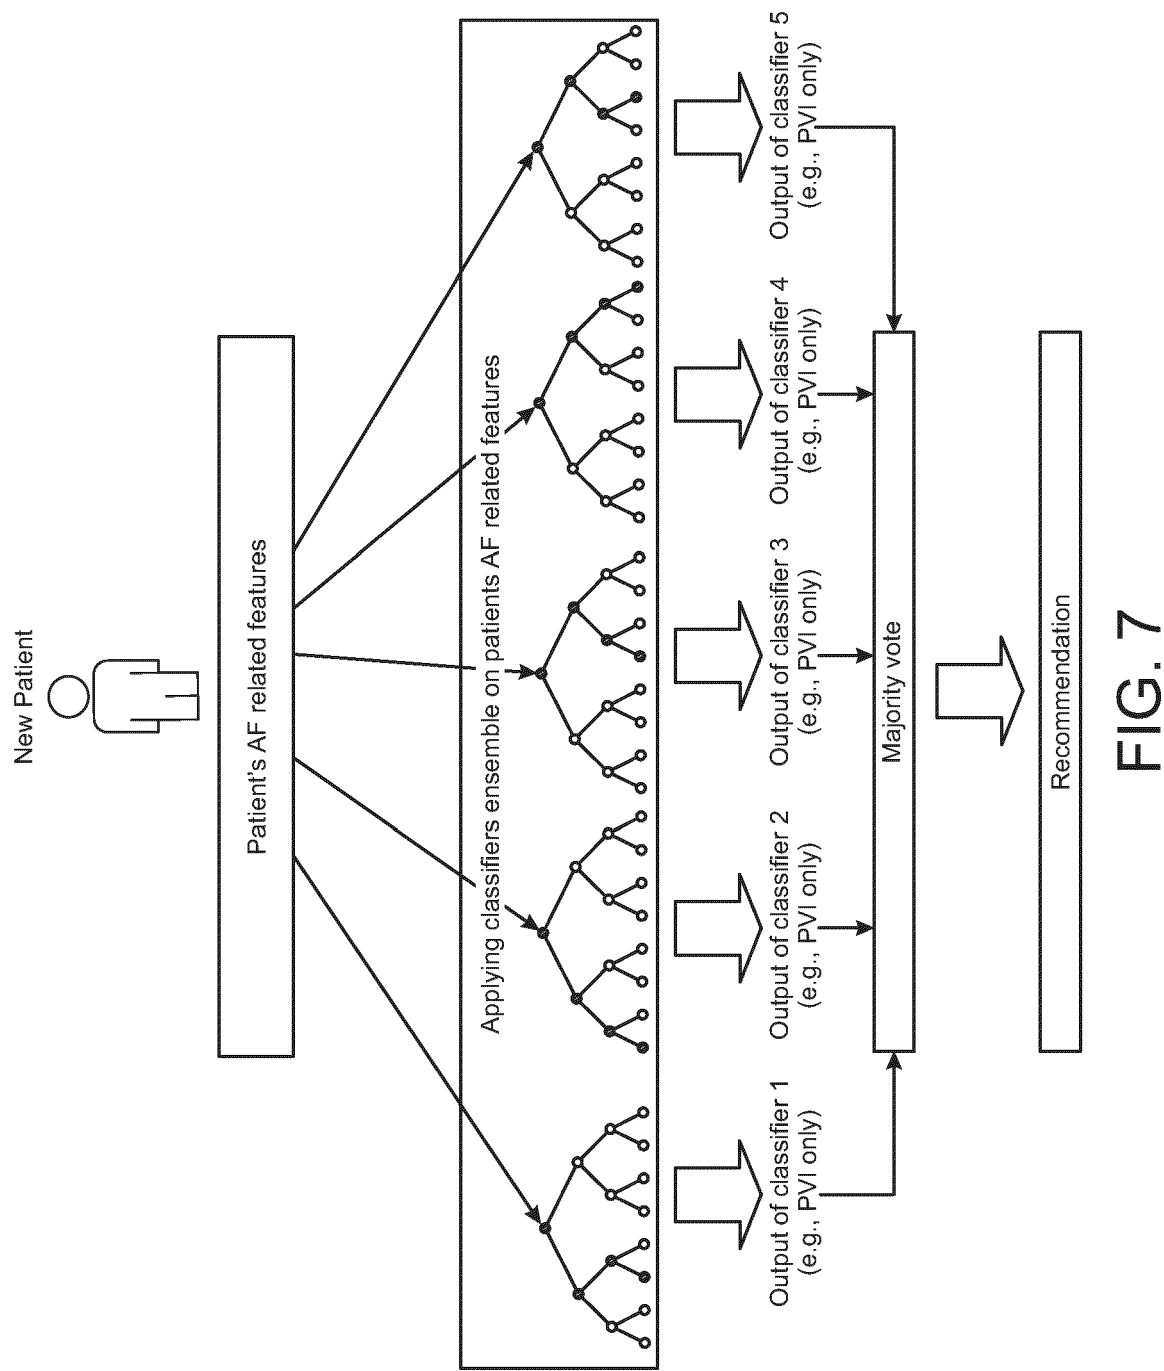 New Patient
Patient's AF related features
Applying classifiers ensemble on patients AF related features
Output of classifier 1
(e.g., PVI only)
Output of classifier 2
(e.g., PVI only)
Output of classifier 3
(e.g., PVI only)
Output of classifier 4
(e.g., PVI only)
Output of classifier 5
(e.g., PVI only)
Majority vote
Recommendation
FIG. 7